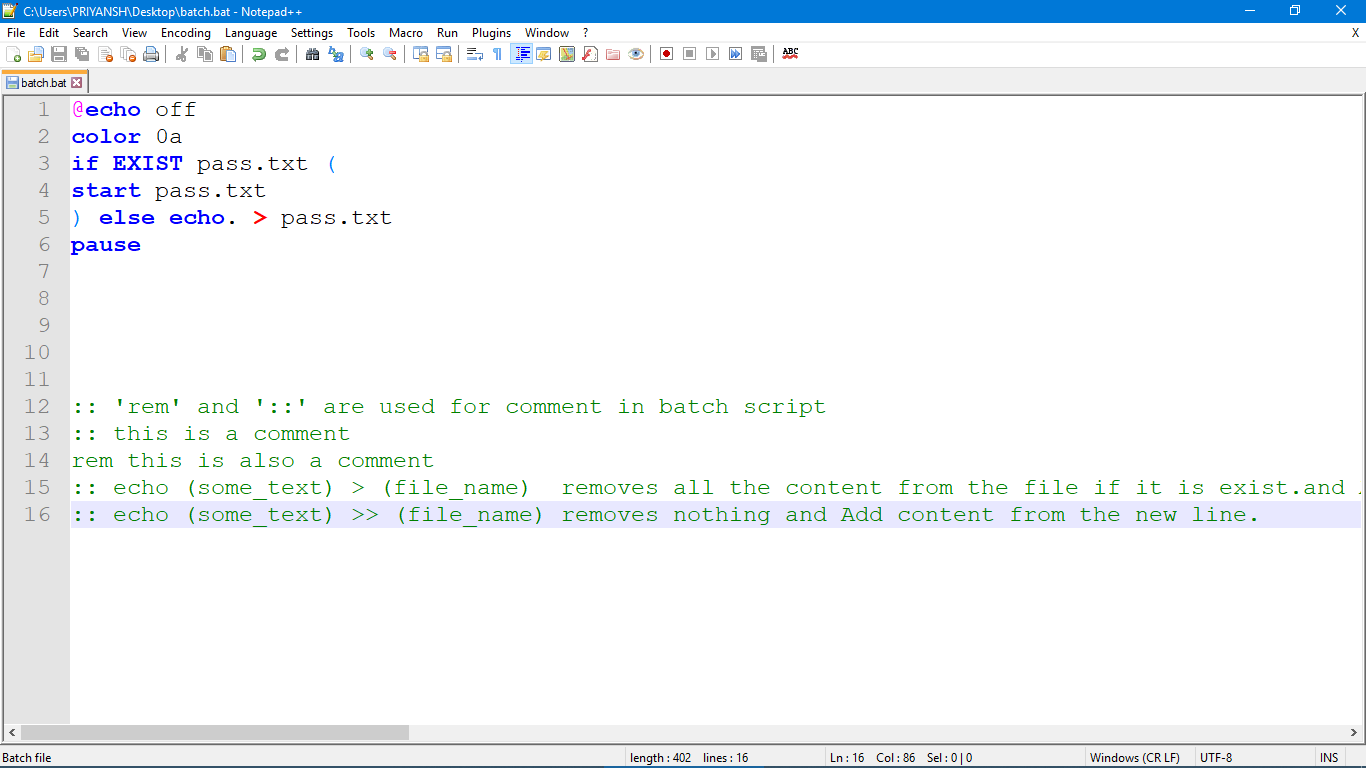 C:\Users\PRIYANSH\Desktop\batch.bat - Notepad++
File Edit Search View Encoding Language Settings Tools Macro Run Plugins Window ? X
ABC
batch.bat
1 @echo off
2 color 0a
3 if EXIST pass.txt (
4 start pass.txt
5 ) else echo. > pass.txt
6 pause
7
8
9
10
11
12 :: 'rem' and '::' are used for comment in batch script
13 :: this is a comment
14 rem this is also a comment
15 :: echo (some_text) > (file_name)  removes all the content from the file if it is exist.and
16 :: echo (some_text) >> (file_name) removes nothing and Add content from the new line.
Batch file length : 402 lines : 16 Ln : 16 Col : 86 Sel : 0 | 0 Windows (CR LF) UTF-8 INS